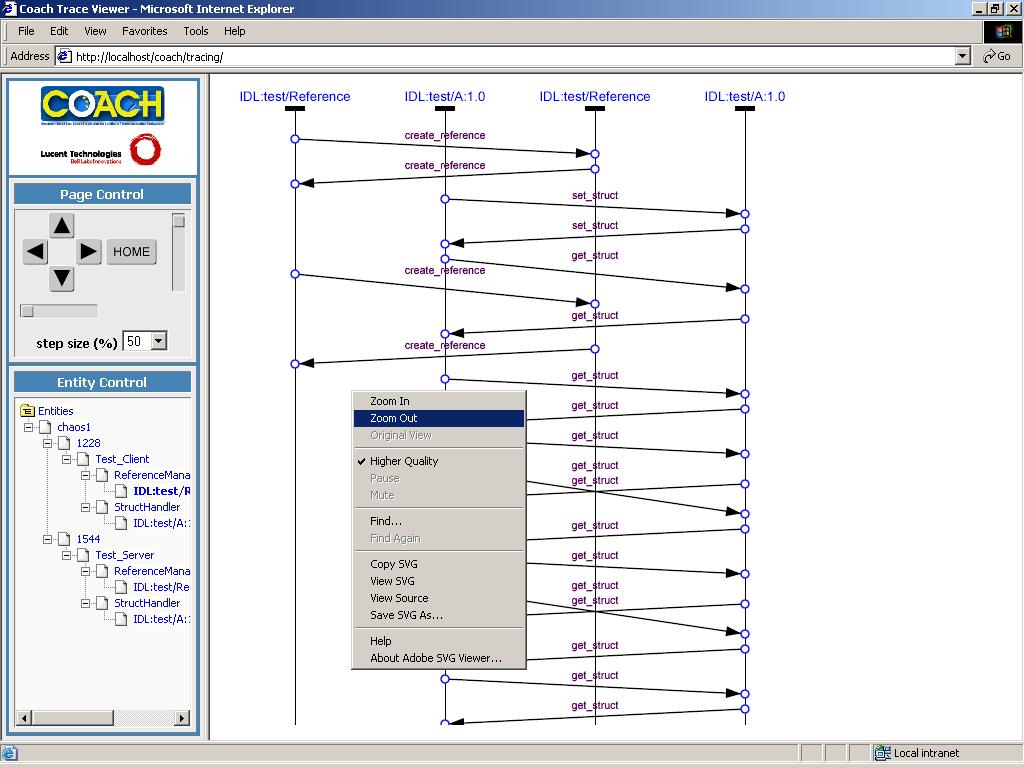 Coach Trace Viewer - Microsoft Internet Explorer
File Edit View Favorites Tools Help
Address http://localhost/coach/tracing/ Go
COACH
Lucent Technologies
Bell Labs Innovations
Page Control
HOME
step size (%) 50
Entity Control
Entities
chaos1
1228
Test_Client
ReferenceMana
IDL:test/R
StructHandler
IDL:test/A:1
1544
Test_Server
ReferenceMana
IDL:test/Re
StructHandler
IDL:test/A:1
IDL:test/Reference IDL:test/A:1.0 IDL:test/Reference IDL:test/A:1.0
create_reference
create_reference
set_struct
set_struct
get_struct
create_reference
get_struct
create_reference
get_struct
get_struct
get_struct
get_struct
get_struct
get_struct
get_struct
get_struct
get_struct
get_struct
get_struct
get_struct
Zoom In
Zoom Out
Original View
Higher Quality
Pause
Mute
Find...
Find Again
Copy SVG
View SVG
View Source
Save SVG As...
Help
About Adobe SVG Viewer...
Local intranet